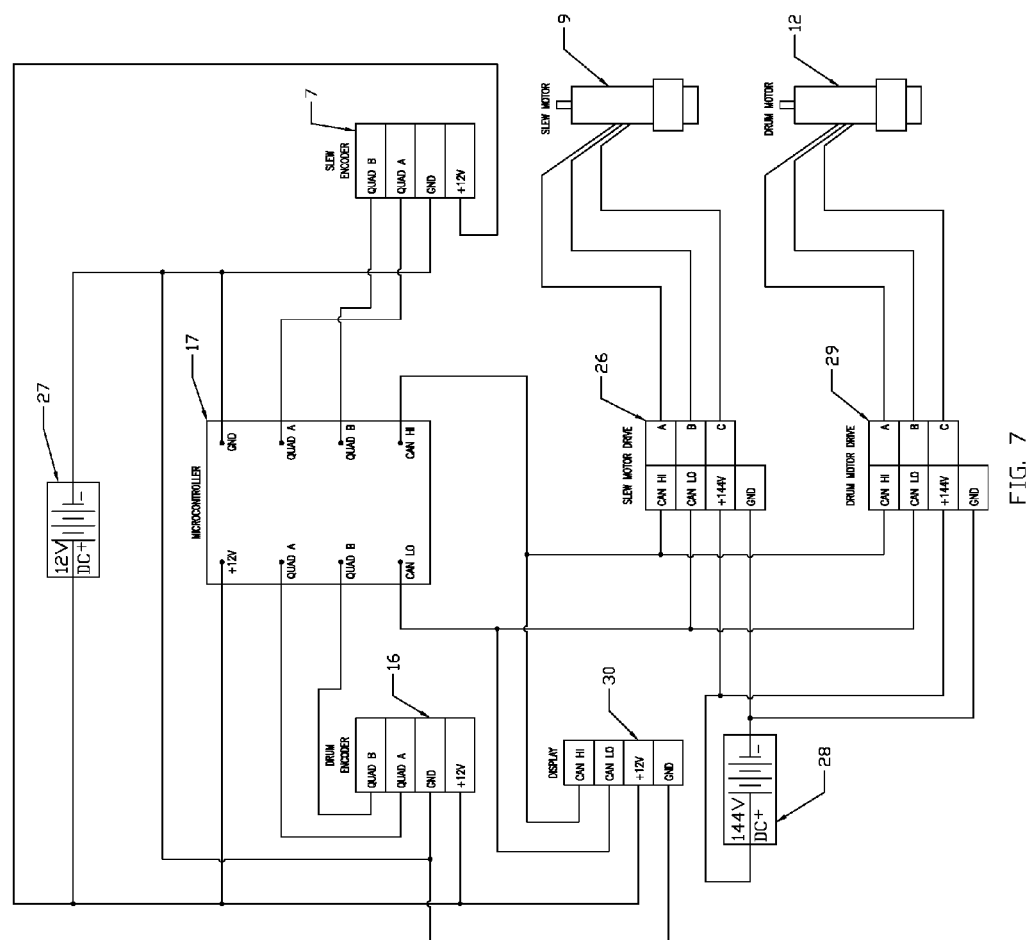 27
12V
DC+
-
17
MICROCONTROLLER
+12V
GND
QUAD A
QUAD A
QUAD B
QUAD B
CAN LO
CAN HI
7
SLEW
ENCODER
QUAD B
QUAD A
GND
+12V
16
DRUM
ENCODER
QUAD B
QUAD A
GND
+12V
30
DISPLAY
CAN HI
CAN LO
+12V
GND
26
SLEW MOTOR DRIVE
CAN HI
A
CAN LO
B
+144V
C
GND
9
SLEW MOTOR
28
144V
DC+
-
29
DRUM MOTOR DRIVE
CAN HI
A
CAN LO
B
+144V
C
GND
12
DRUM MOTOR
FIG. 7